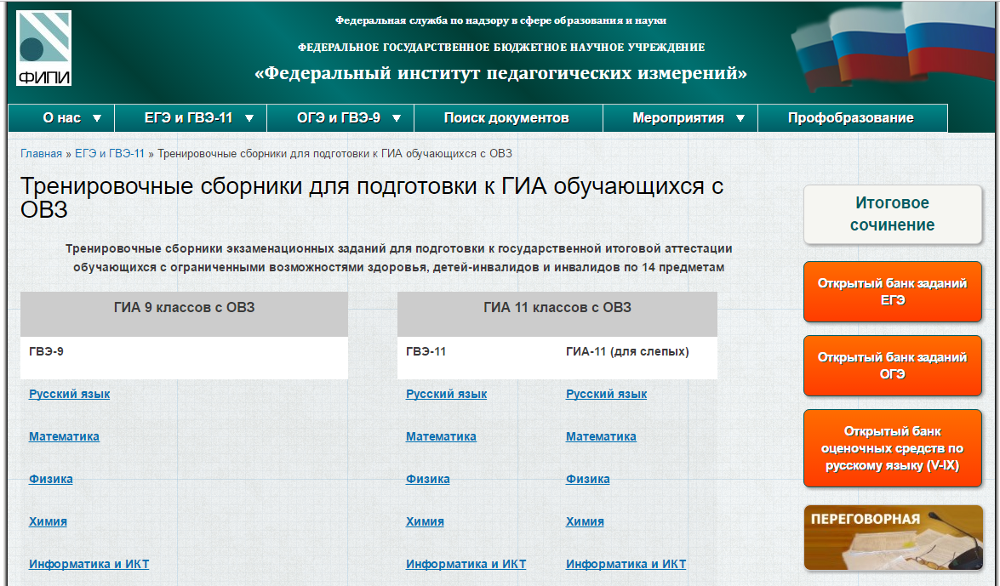 ФИПИ
Федеральная служба по надзору в сфере образования и науки
ФЕДЕРАЛЬНОЕ ГОСУДАРСТВЕННОЕ БЮДЖЕТНОЕ НАУЧНОЕ УЧРЕЖДЕНИЕ
«Федеральный институт педагогических измерений»
О нас ▼ ЕГЭ и ГВЭ-11 ▼ ОГЭ и ГВЭ-9 ▼ Поиск документов Мероприятия ▼ Профобразование
Главная » ЕГЭ и ГВЭ-11 » Тренировочные сборники для подготовки к ГИА обучающихся с ОВЗ
Тренировочные сборники для подготовки к ГИА обучающихся с
ОВЗ
Тренировочные сборники экзаменационных заданий для подготовки к государственной итоговой аттестации
обучающихся с ограниченными возможностями здоровья, детей-инвалидов и инвалидов по 14 предметам
ГИА 9 классов с ОВЗ ГИА 11 классов с ОВЗ
ГВЭ-9 ГВЭ-11 ГИА-11 (для слепых)
Русский язык Русский язык Русский язык
Математика Математика Математика
Физика Физика Физика
Химия Химия Химия
Информатика и ИКТ Информатика и ИКТ Информатика и ИКТ
Итоговое
сочинение
Открытый банк заданий
ЕГЭ
Открытый банк заданий
ОГЭ
Открытый банк
оценочных средств по
русскому языку (V-IX)
ПЕРЕГОВОРНАЯ